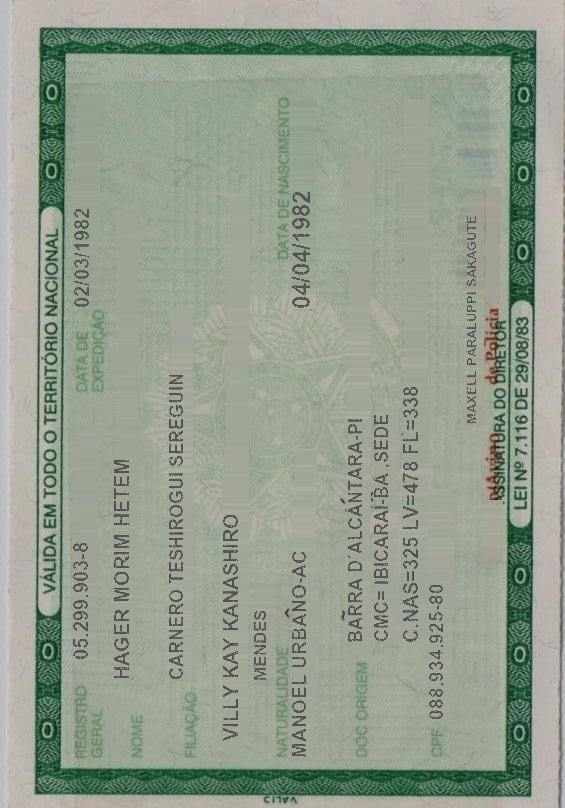 VÁLIDA EM TODO O TERRITÓRIO NACIONAL
REGISTRO GERAL 05.299.903-8 DATA DE EXPEDIÇÃO 02/03/1982
NOME HAGER MORIM HETEM
FILIAÇÃO CARNERO TESHIROGUI SEREGUIN
VILLY KAY KANASHIRO
MENDES
NATURALIDADE DATA DE NASCIMENTO
MANOEL URBANO-AC 04/04/1982
DOC ORIGEM BARRA D'ALCÂNTARA-PI
CMC= IBICARAÍ-BA ,SEDE
C.NAS=325 LV=478 FL=338
CPF 088.934.925-80
MAXELL PARALUPPI SAKAGUTE
de Polícia
ASSINATURA DO DIRETOR
LEI Nº 7.116 DE 29/08/83